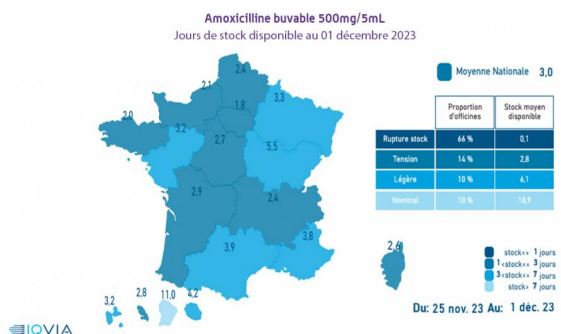 Amoxicilline buvable 500mg/5mL
Jours de stock disponible au 01 décembre 2023
Moyenne Nationale 3,0
Proportion d'officines
Stock moyen disponible
Rupture stock 66 % 0,1
Tension 14 % 2,8
Légère 10 % 6,1
Nominal 10 % 18,9
2,4
2,1
1,8
3,3
2,0
3,2
2,7
5,5
2,9
2,4
3,9
3,8
2,6
3,2
2,8
11,0
4,2
stock<= 1 jours
1 <stock<= 3 jours
3 <stock<= 7 jours
stock> 7 jours
Du: 25 nov. 23 Au: 1 déc. 23
IQVIA